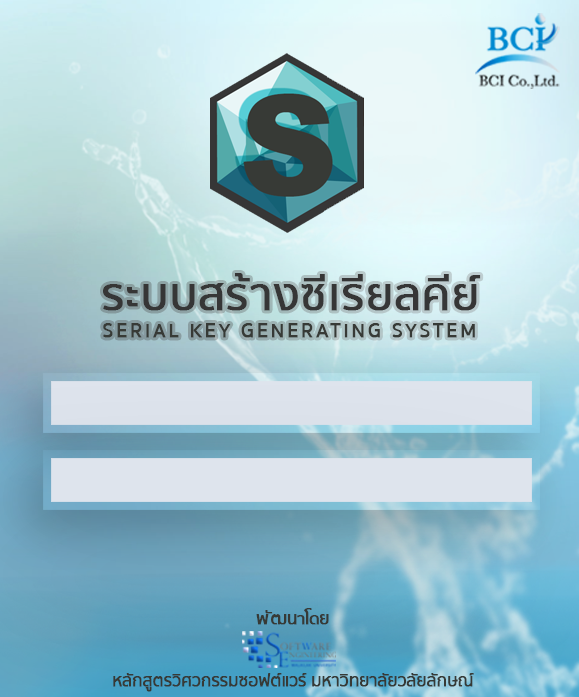 BCI
BCI Co.,Ltd.
S
ระบบสร้างซีเรียลคีย์
SERIAL KEY GENERATING SYSTEM
พัฒนาโดย
SOFTWARE
ENGINEERING
หลักสูตรวิศวกรรมซอฟต์แวร์ มหาวิทยาลัยวลัยลักษณ์